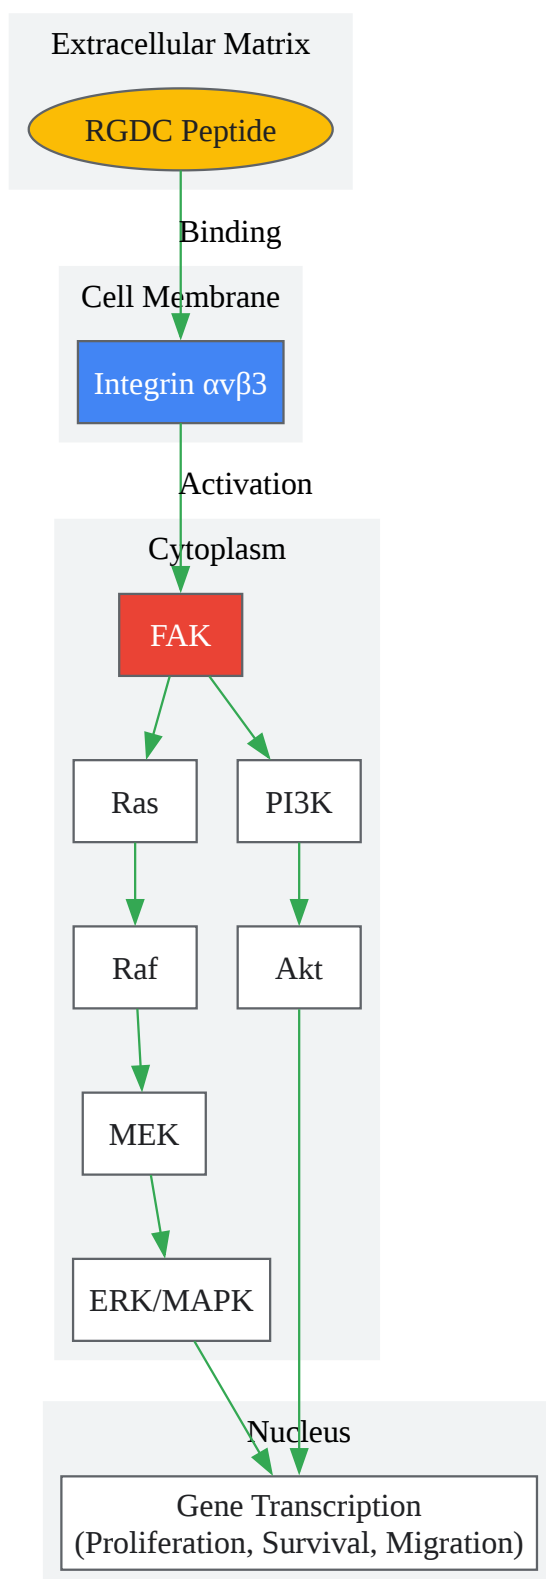 Extracellular Matrix
RGDC Peptide
Binding
Cell Membrane
Integrin αvβ3
Activation
Cytoplasm
FAK
Ras
PI3K
Raf
Akt
MEK
ERK/MAPK
Nucleus
Gene Transcription
(Proliferation, Survival, Migration)